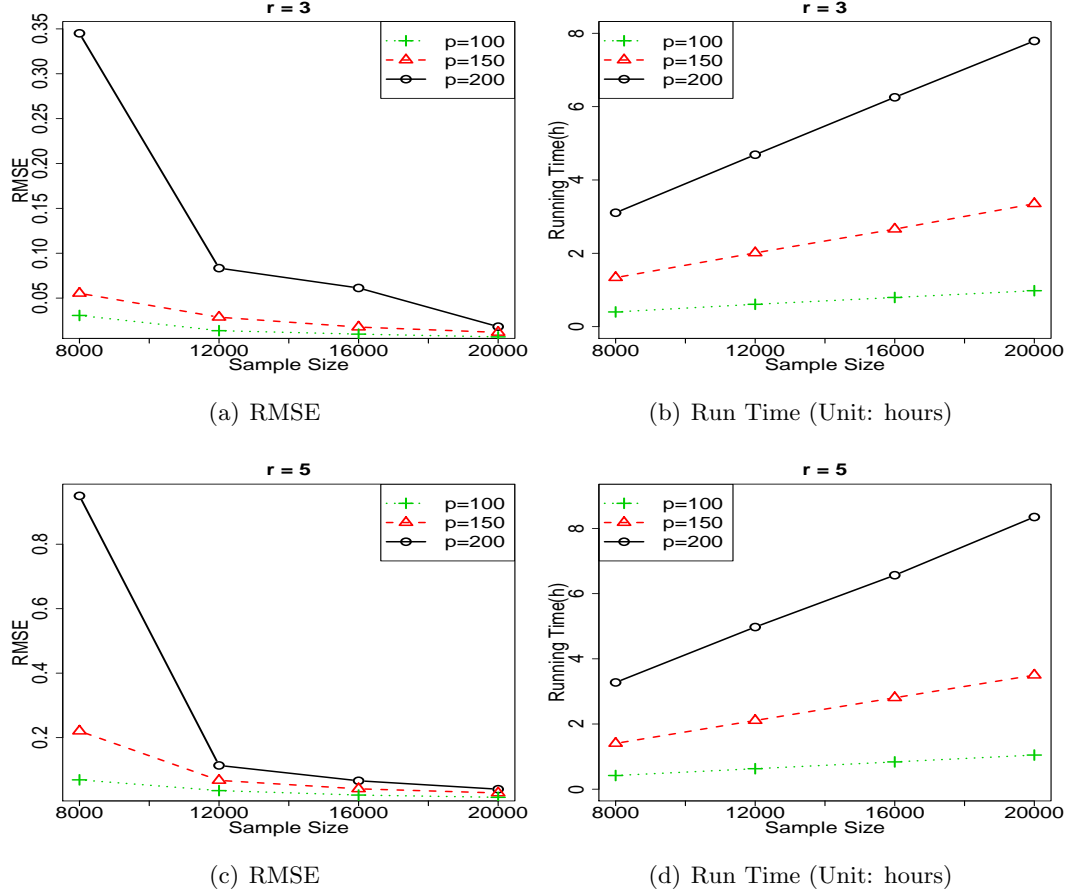 r = 3
RMSE
0.05 0.10 0.15 0.20 0.25 0.30 0.35
p=100
p=150
p=200
8000 12000 16000 20000
Sample Size
(a) RMSE
r = 3
Running Time(h)
0 2 4 6 8
p=100
p=150
p=200
8000 12000 16000 20000
Sample Size
(b) Run Time (Unit: hours)
r = 5
RMSE
0.2 0.4 0.6 0.8
p=100
p=150
p=200
8000 12000 16000 20000
Sample Size
(c) RMSE
r = 5
Running Time(h)
0 2 4 6 8
p=100
p=150
p=200
8000 12000 16000 20000
Sample Size
(d) Run Time (Unit: hours)